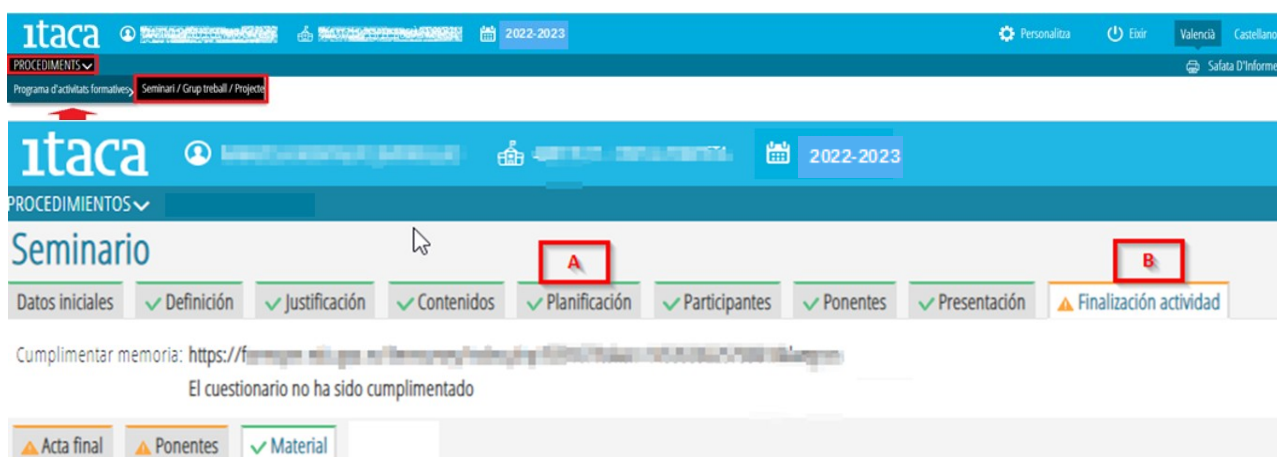 ıtaca 2022-2023 Personalitza Eixir Valencià Castellano
PROCEDIMENTS Safata D'Informe
Programa d'activitats formatives Seminari / Grup treball / Projecte
ıtaca 2022-2023
PROCEDIMIENTOS
Seminario
A B
Datos iniciales Definición Justificación Contenidos Planificación Participantes Ponentes Presentación Finalización actividad
Cumplimentar memoria: https://f
El cuestionario no ha sido cumplimentado
Acta final Ponentes Material